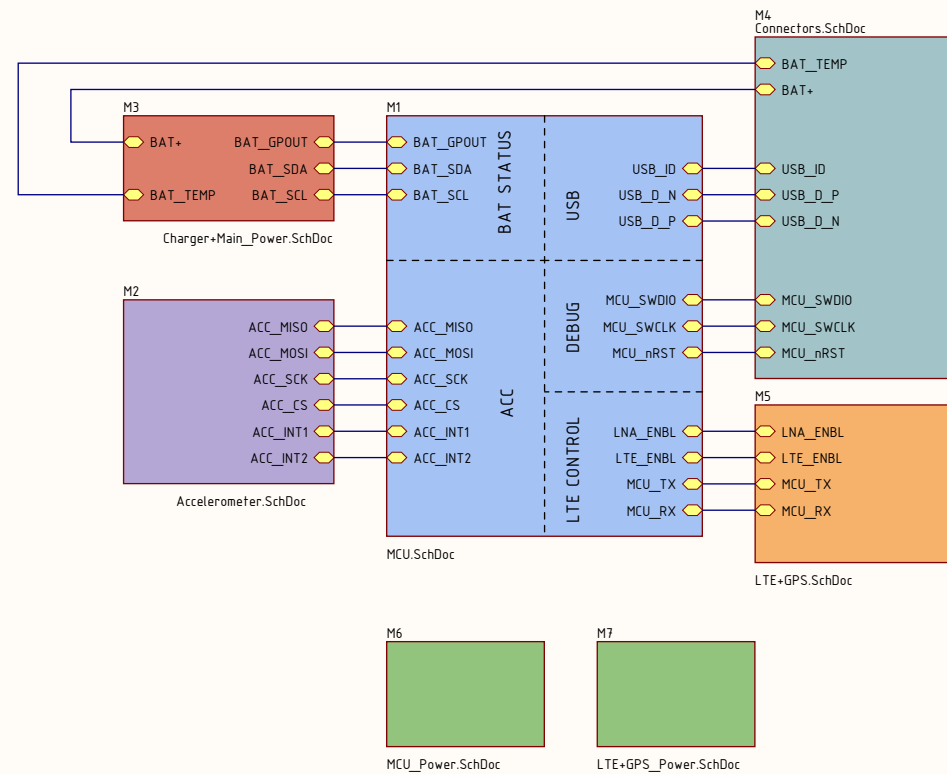 M4
Connectors.SchDoc
BAT_TEMP
BAT+
USB_ID
USB_D_P
USB_D_N
MCU_SWDIO
MCU_SWCLK
MCU_nRST
M3
BAT+
BAT_GPOUT
BAT_SDA
BAT_TEMP
BAT_SCL
Charger+Main_Power.SchDoc
M1
BAT_GPOUT
BAT_SDA
BAT_SCL
BAT STATUS
USB
USB_ID
USB_D_N
USB_D_P
ACC_MISO
ACC_MOSI
ACC_SCK
ACC_CS
ACC_INT1
ACC_INT2
ACC
DEBUG
MCU_SWDIO
MCU_SWCLK
MCU_nRST
LTE CONTROL
LNA_ENBL
LTE_ENBL
MCU_TX
MCU_RX
MCU.SchDoc
M2
ACC_MISO
ACC_MOSI
ACC_SCK
ACC_CS
ACC_INT1
ACC_INT2
Accelerometer.SchDoc
M5
LNA_ENBL
LTE_ENBL
MCU_TX
MCU_RX
LTE+GPS.SchDoc
M6
MCU_Power.SchDoc
M7
LTE+GPS_Power.SchDoc